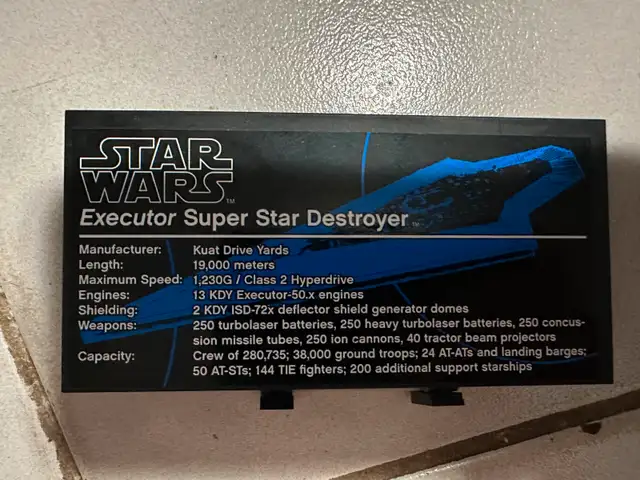 STAR
WARS™
Executor Super Star Destroyer™
Manufacturer: Kuat Drive Yards
Length: 19,000 meters
Maximum Speed: 1,230G / Class 2 Hyperdrive
Engines: 13 KDY Executor-50.x engines
Shielding: 2 KDY ISD-72x deflector shield generator domes
Weapons: 250 turbolaser batteries, 250 heavy turbolaser batteries, 250 concus-
sion missile tubes, 250 ion cannons, 40 tractor beam projectors
Capacity: Crew of 280,735; 38,000 ground troops; 24 AT-ATs and landing barges;
50 AT-STs; 144 TIE fighters; 200 additional support starships